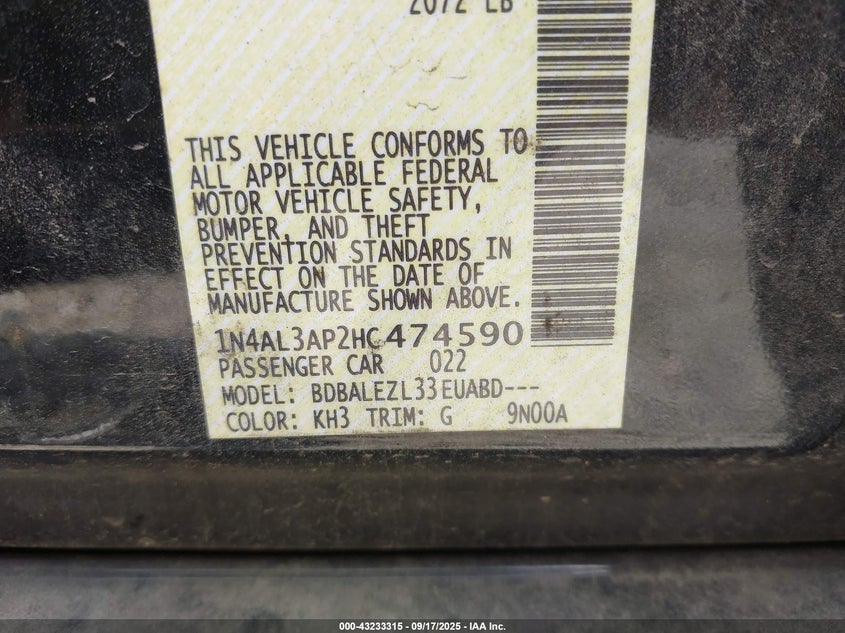 2072 LB
THIS VEHICLE CONFORMS TO
ALL APPLICABLE FEDERAL
MOTOR VEHICLE SAFETY,
BUMPER, AND THEFT
PREVENTION STANDARDS IN
EFFECT ON THE DATE OF
MANUFACTURE SHOWN ABOVE.
1N4AL3AP2HC474590
PASSENGER CAR 022
MODEL: BDBALEZL33EUABD---
COLOR: KH3 TRIM: G 9N00A
000-43233315 | 09/17/2025 | IAA Inc.